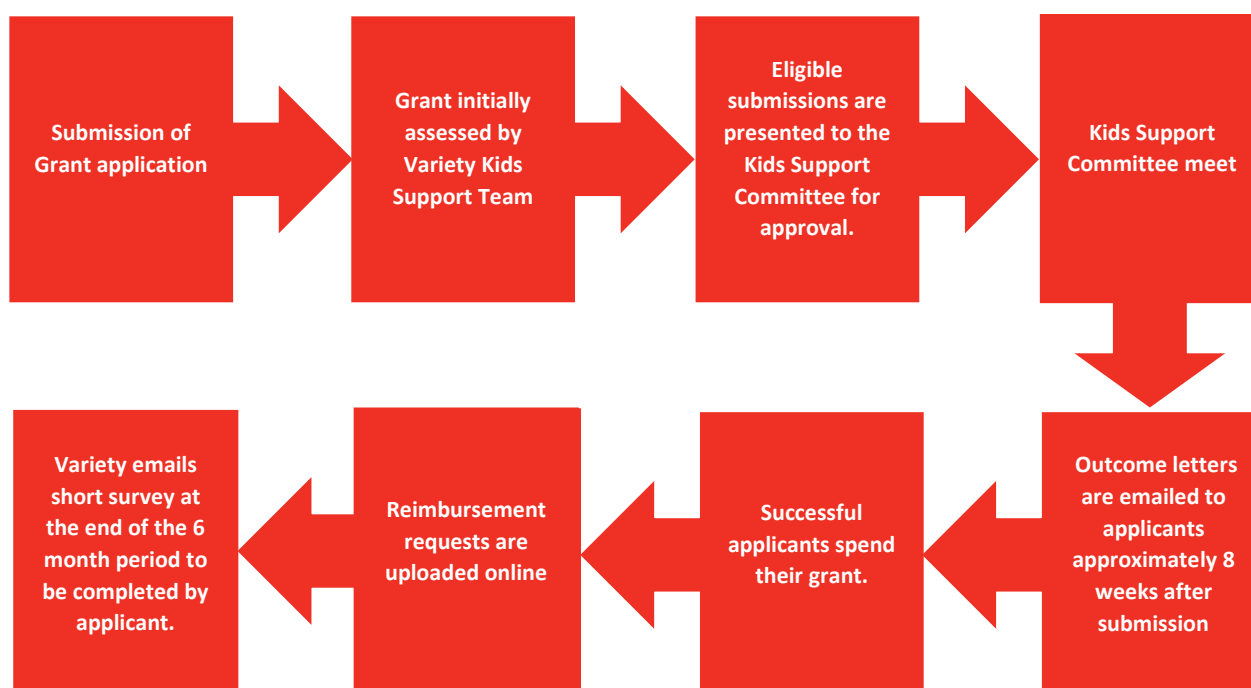 Submission of
Grant application
Grant initially
assessed by
Variety Kids
Support Team
Eligible
submissions are
presented to the
Kids Support
Committee for
approval.
Kids Support
Committee meet
Outcome letters
are emailed to
applicants
approximately 8
weeks after
submission
Successful
applicants spend
their grant.
Reimbursement
requests are
uploaded online
Variety emails
short survey at
the end of the 6
month period to
be completed by
applicant.